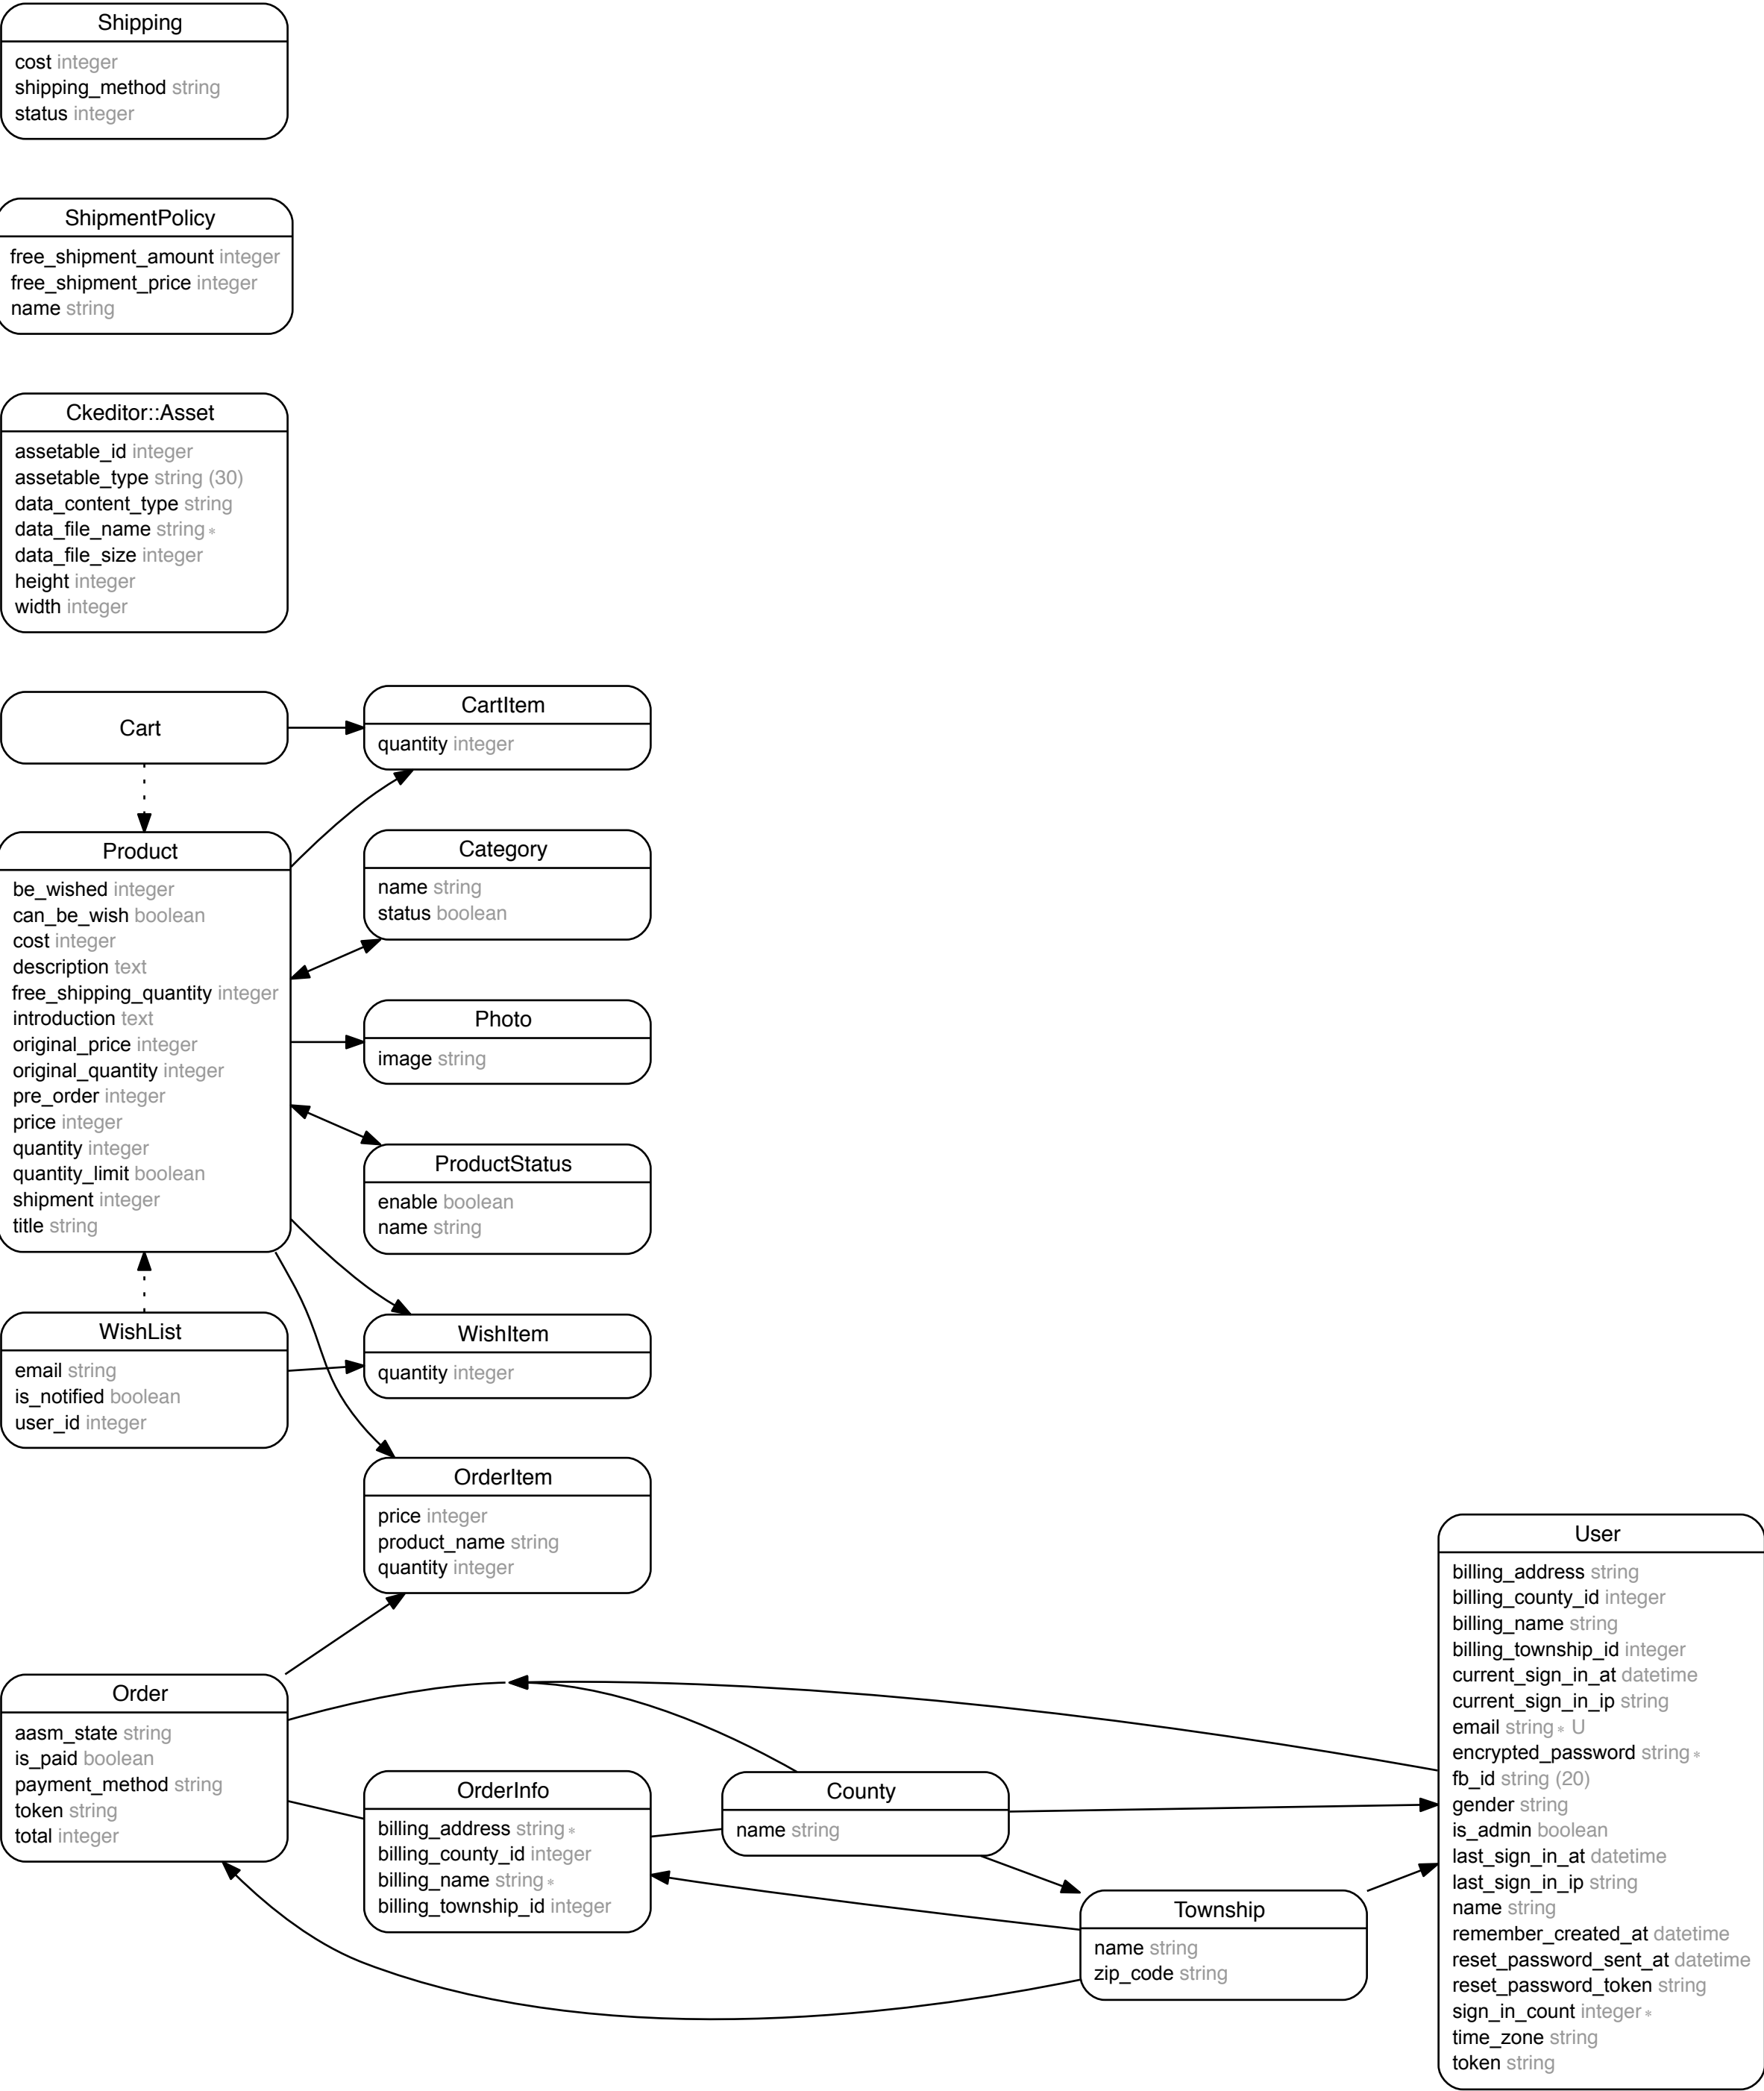 Shipping
cost integer
shipping_method string
status integer
ShipmentPolicy
free_shipment_amount integer
free_shipment_price integer
name string
Ckeditor::Asset
assetable_id integer
assetable_type string (30)
data_content_type string
data_file_name string *
data_file_size integer
height integer
width integer
Cart
CartItem
quantity integer
Product
be_wished integer
can_be_wish boolean
cost integer
description text
free_shipping_quantity integer
introduction text
original_price integer
original_quantity integer
pre_order integer
price integer
quantity integer
quantity_limit boolean
shipment integer
title string
Category
name string
status boolean
Photo
image string
ProductStatus
enable boolean
name string
WishList
email string
is_notified boolean
user_id integer
WishItem
quantity integer
OrderItem
price integer
product_name string
quantity integer
Order
aasm_state string
is_paid boolean
payment_method string
token string
total integer
OrderInfo
billing_address string *
billing_county_id integer
billing_name string *
billing_township_id integer
County
name string
Township
name string
zip_code string
User
billing_address string
billing_county_id integer
billing_name string
billing_township_id integer
current_sign_in_at datetime
current_sign_in_ip string
email string * U
encrypted_password string *
fb_id string (20)
gender string
is_admin boolean
last_sign_in_at datetime
last_sign_in_ip string
name string
remember_created_at datetime
reset_password_sent_at datetime
reset_password_token string
sign_in_count integer *
time_zone string
token string